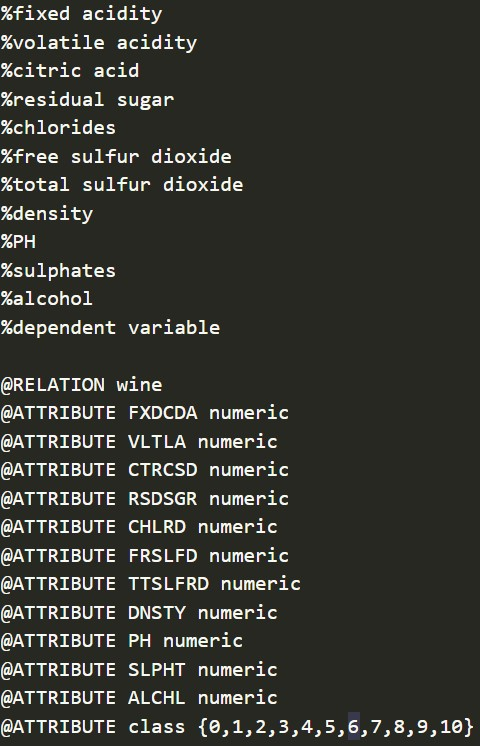 %fixed acidity
%volatile acidity
%citric acid
%residual sugar
%chlorides
%free sulfur dioxide
%total sulfur dioxide
%density
%PH
%sulphates
%alcohol
%dependent variable
@RELATION wine
@ATTRIBUTE FXDCDA numeric
@ATTRIBUTE VLTLA numeric
@ATTRIBUTE CTRCSD numeric
@ATTRIBUTE RSDSGR numeric
@ATTRIBUTE CHLRD numeric
@ATTRIBUTE FRSLFD numeric
@ATTRIBUTE TTSLFRD numeric
@ATTRIBUTE DNSTY numeric
@ATTRIBUTE PH numeric
@ATTRIBUTE SLPHT numeric
@ATTRIBUTE ALCHL numeric
@ATTRIBUTE class {0,1,2,3,4,5,6,7,8,9,10}